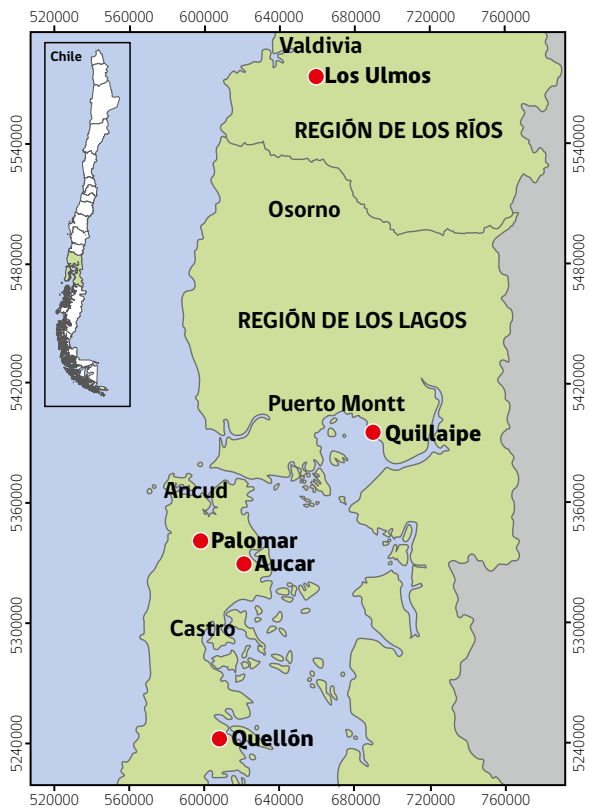 520000 560000 600000 640000 680000 720000 760000
Chile
Valdivia
Los Ulmos
REGIÓN DE LOS RÍOS
5540000 5540000
Osorno
5480000 5480000
REGIÓN DE LOS LAGOS
5420000 5420000
Puerto Montt
Quillaipe
Ancud
5360000 5360000
Palomar
Aucar
Castro
5300000 5300000
Quellón
5240000 5240000
520000 560000 600000 640000 680000 720000 760000